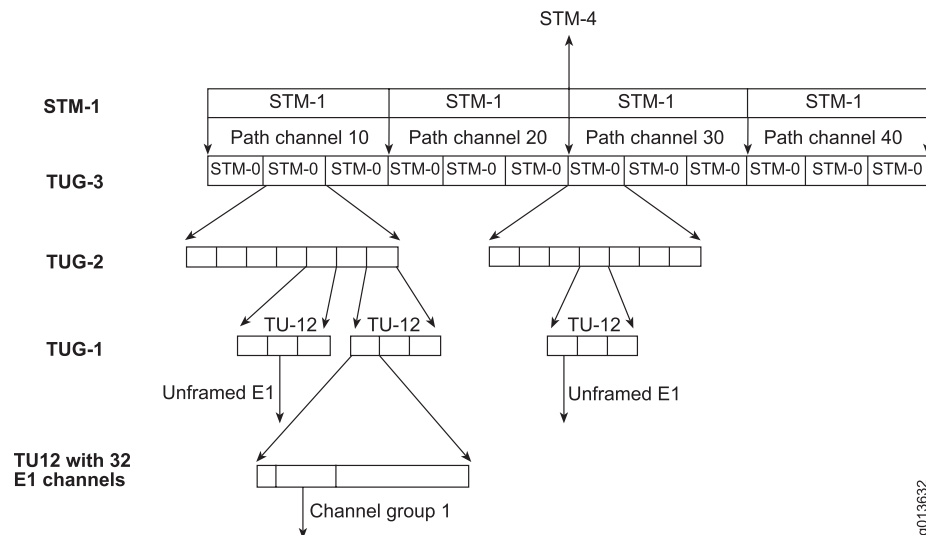 STM-4
STM-1
STM-1 STM-1 STM-1 STM-1
Path channel 10 Path channel 20 Path channel 30 Path channel 40
TUG-3
STM-0 STM-0 STM-0 STM-0 STM-0 STM-0 STM-0 STM-0 STM-0 STM-0 STM-0 STM-0
TUG-2
TU-12 TU-12 TU-12
TUG-1
Unframed E1 Unframed E1
TU12 with 32
E1 channels
Channel group 1
g013632